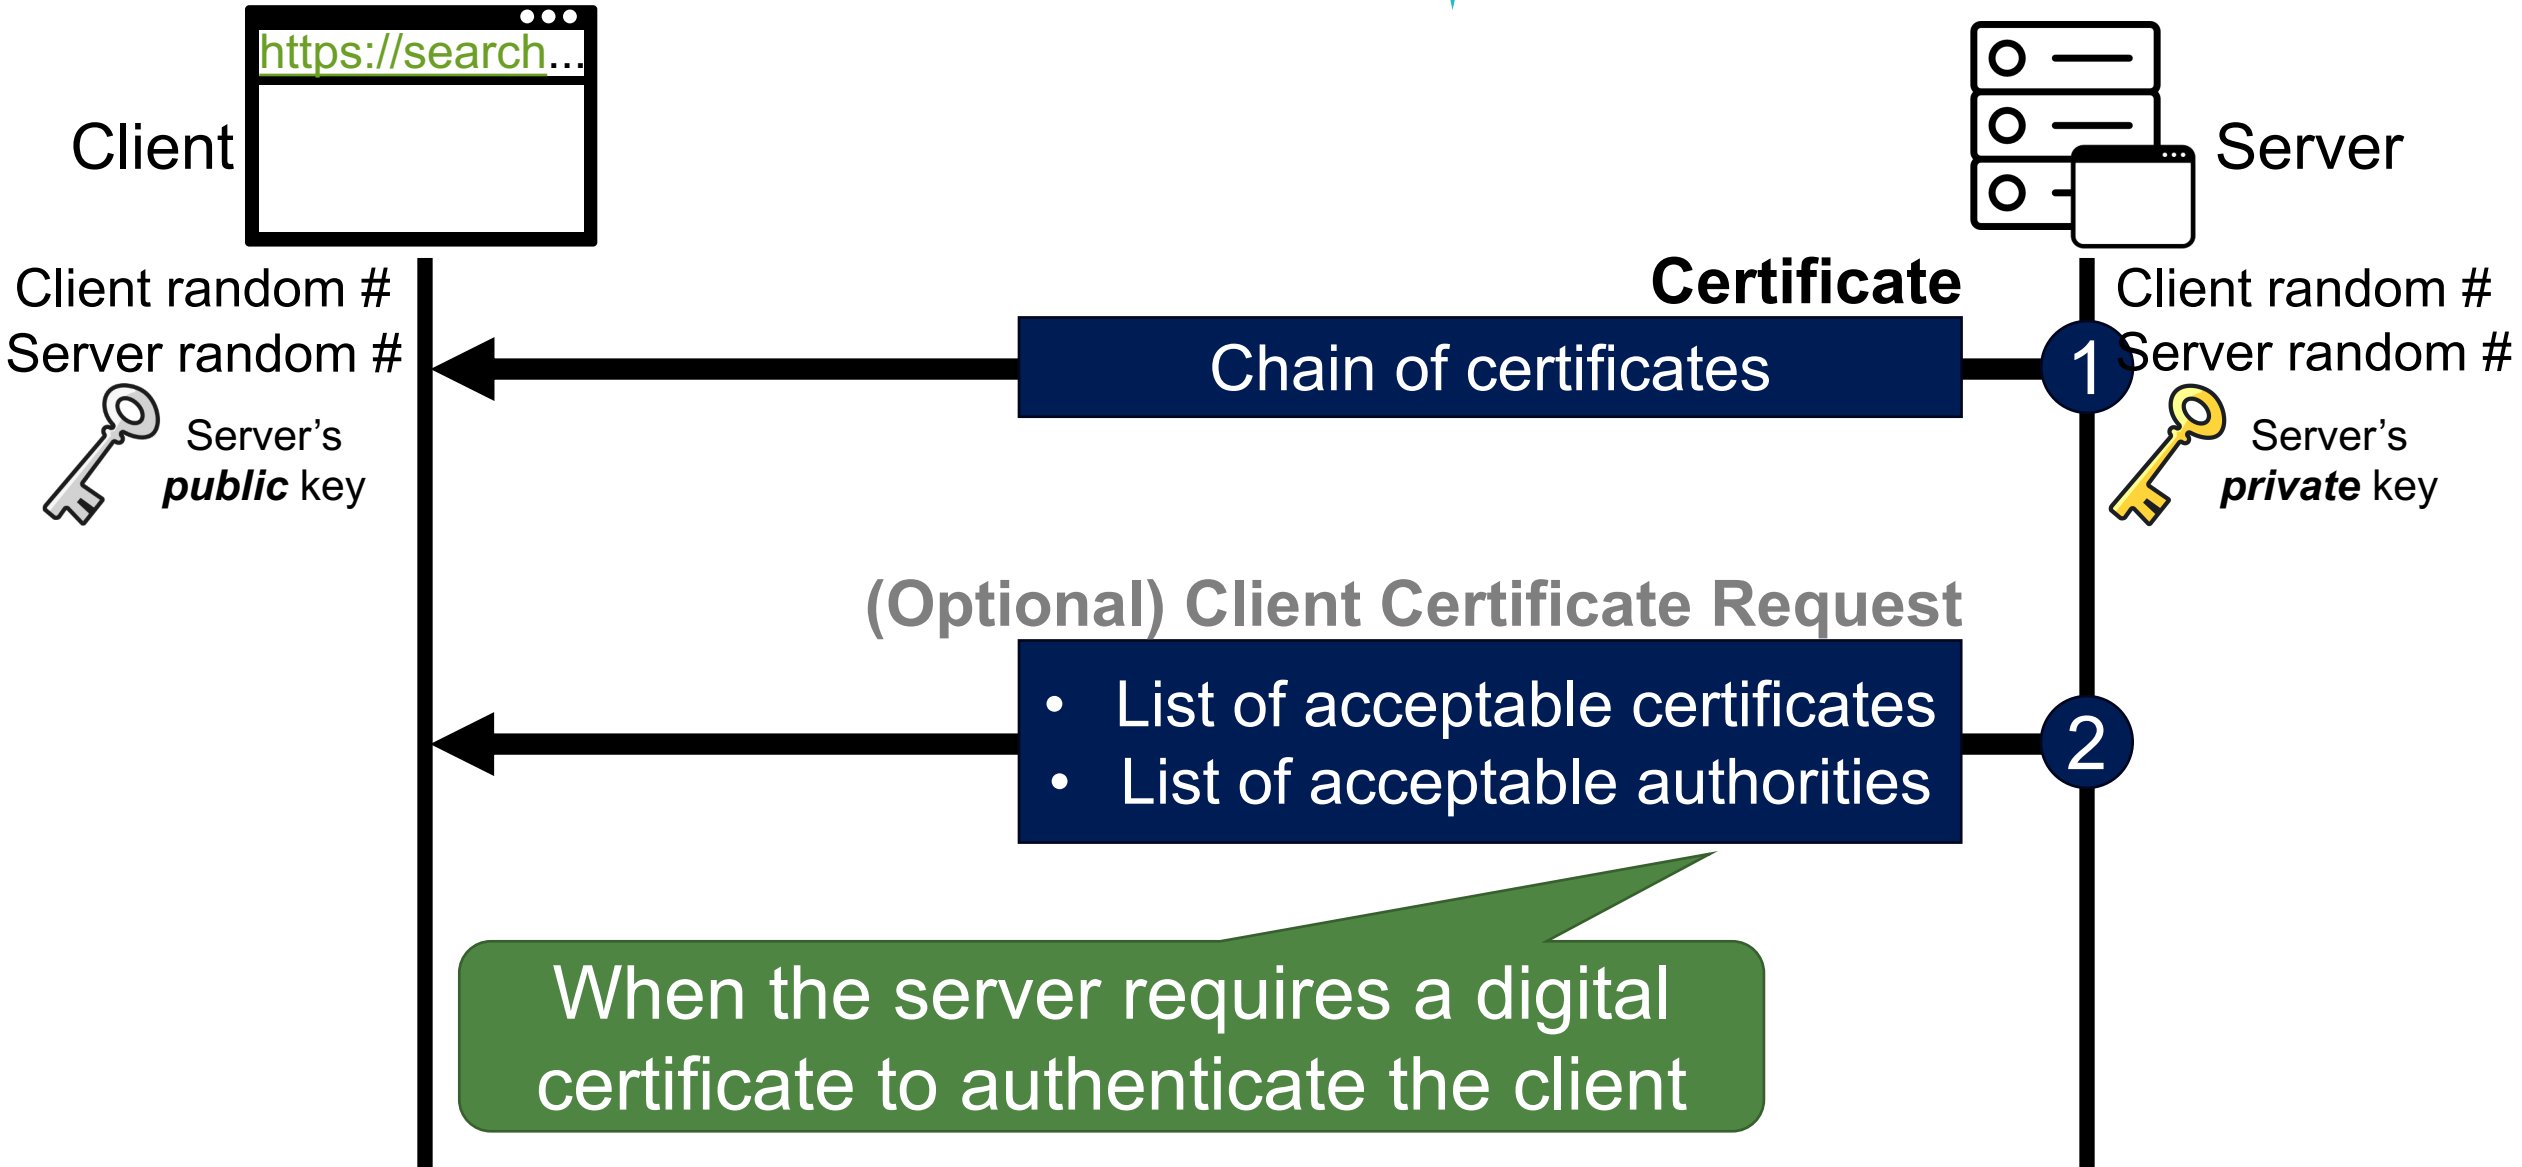 https://search...
Client
Server
Client random #
Server random #
Server's
public key
Certificate
Chain of certificates
1
Client random #
Server random #
Server's
private key
(Optional) Client Certificate Request
• List of acceptable certificates
• List of acceptable authorities
2
When the server requires a digital
certificate to authenticate the client